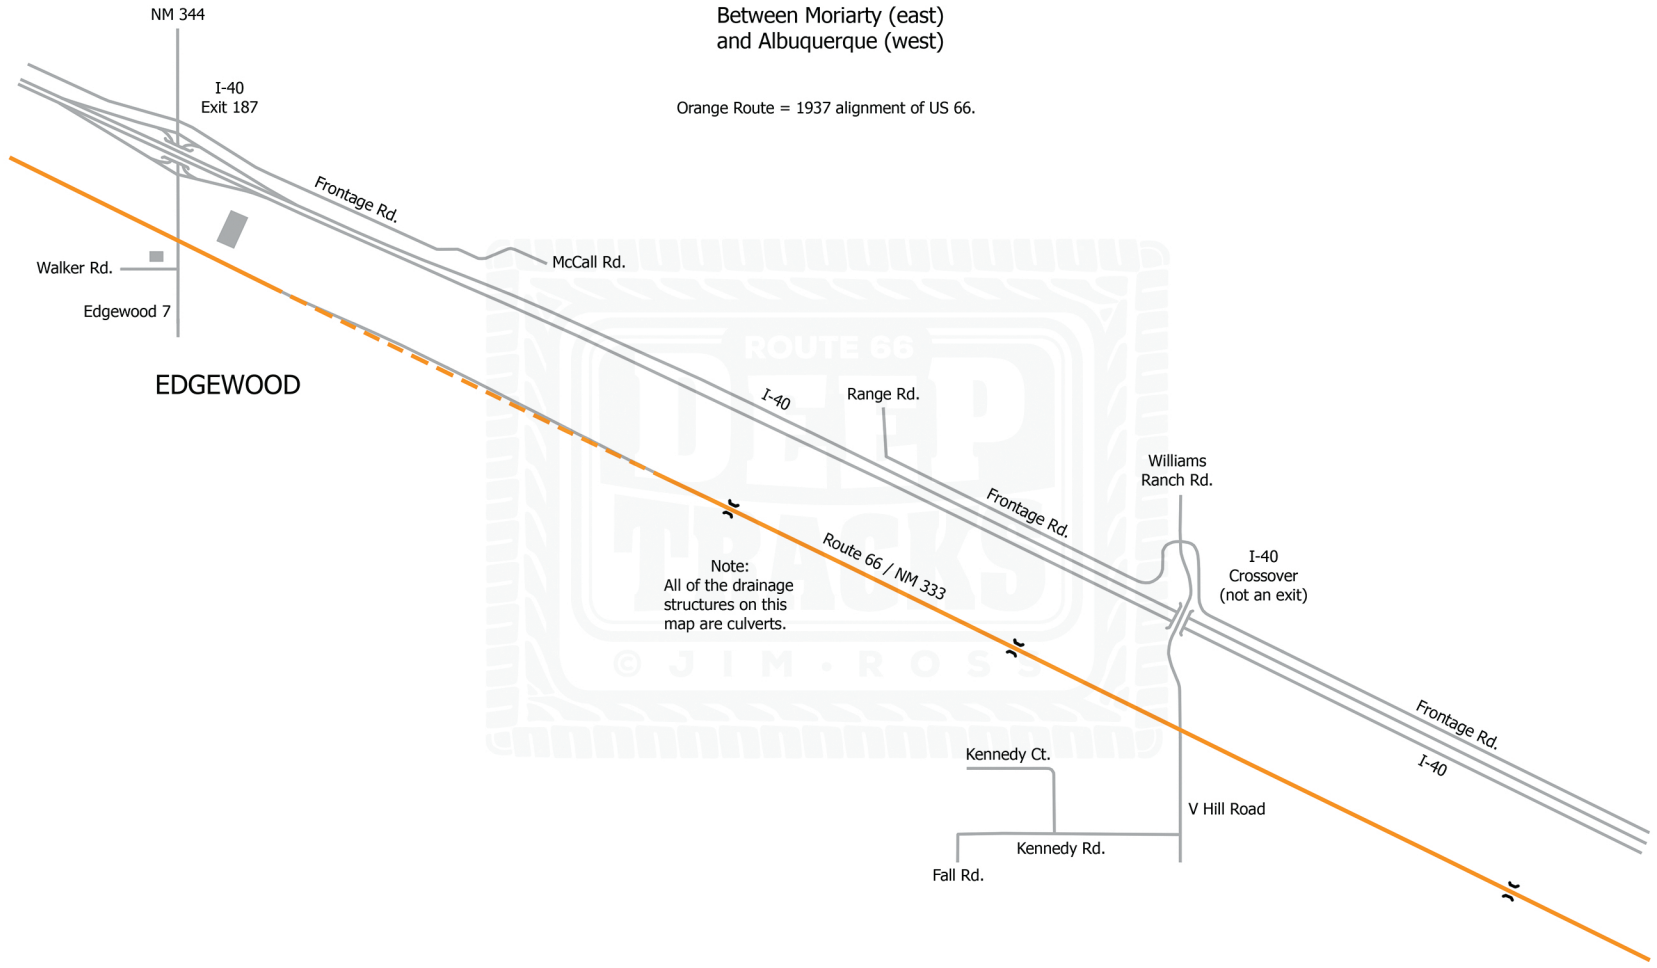 NM 344
Between Moriarty (east)
and Albuquerque (west)
I-40
Exit 187
Orange Route = 1937 alignment of US 66.
Frontage Rd.
McCall Rd.
Walker Rd.
Edgewood 7
EDGEWOOD
ROUTE 66
DEEP
TRACKS
© JIM • ROSS
I-40
Range Rd.
Williams
Ranch Rd.
Frontage Rd.
I-40
Crossover
(not an exit)
Route 66 / NM 333
Note:
All of the drainage
structures on this
map are culverts.
Frontage Rd.
I-40
Kennedy Ct.
V Hill Road
Kennedy Rd.
Fall Rd.